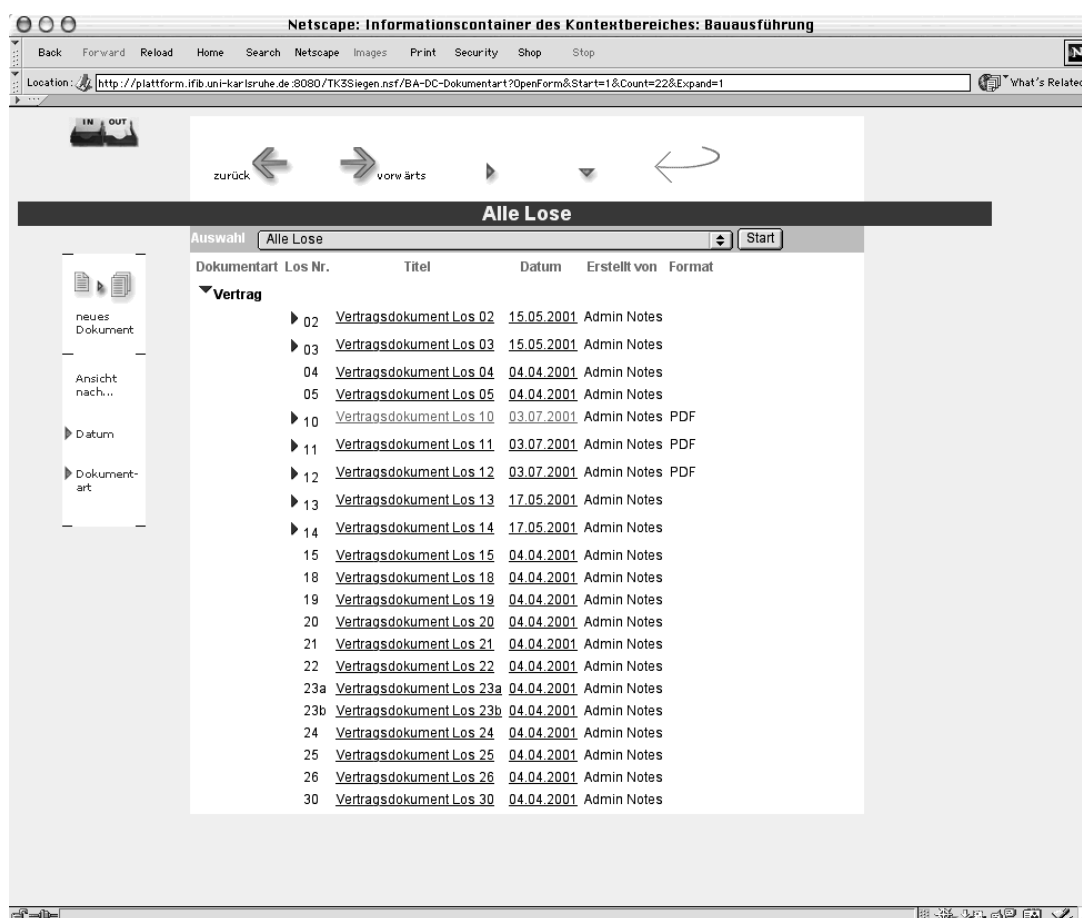 Netscape: Informationscontainer des Kontextbereiches: Bauausführung
Back Forward Reload Home Search Netscape Images Print Security Shop Stop
Location: http://plattform.ifib.uni-karlsruhe.de:8080/TK3Siegen.nsf/BA-DC-Dokumentart?OpenForm&Start=1&Count=22&Expand=1 What's Related
IN OUT
zurück vorwärts
Alle Lose
Auswahl Alle Lose Start
Dokumentart Los Nr. Titel Datum Erstellt von Format
Vertrag
02 Vertragsdokument Los 02 15.05.2001 Admin Notes
03 Vertragsdokument Los 03 15.05.2001 Admin Notes
04 Vertragsdokument Los 04 04.04.2001 Admin Notes
05 Vertragsdokument Los 05 04.04.2001 Admin Notes
10 Vertragsdokument Los 10 03.07.2001 Admin Notes PDF
11 Vertragsdokument Los 11 03.07.2001 Admin Notes PDF
12 Vertragsdokument Los 12 03.07.2001 Admin Notes PDF
13 Vertragsdokument Los 13 17.05.2001 Admin Notes
14 Vertragsdokument Los 14 17.05.2001 Admin Notes
15 Vertragsdokument Los 15 04.04.2001 Admin Notes
18 Vertragsdokument Los 18 04.04.2001 Admin Notes
19 Vertragsdokument Los 19 04.04.2001 Admin Notes
20 Vertragsdokument Los 20 04.04.2001 Admin Notes
21 Vertragsdokument Los 21 04.04.2001 Admin Notes
22 Vertragsdokument Los 22 04.04.2001 Admin Notes
23a Vertragsdokument Los 23a 04.04.2001 Admin Notes
23b Vertragsdokument Los 23b 04.04.2001 Admin Notes
24 Vertragsdokument Los 24 04.04.2001 Admin Notes
25 Vertragsdokument Los 25 04.04.2001 Admin Notes
26 Vertragsdokument Los 26 04.04.2001 Admin Notes
30 Vertragsdokument Los 30 04.04.2001 Admin Notes
neues
Dokument
Ansicht
nach...
Datum
Dokument-
art